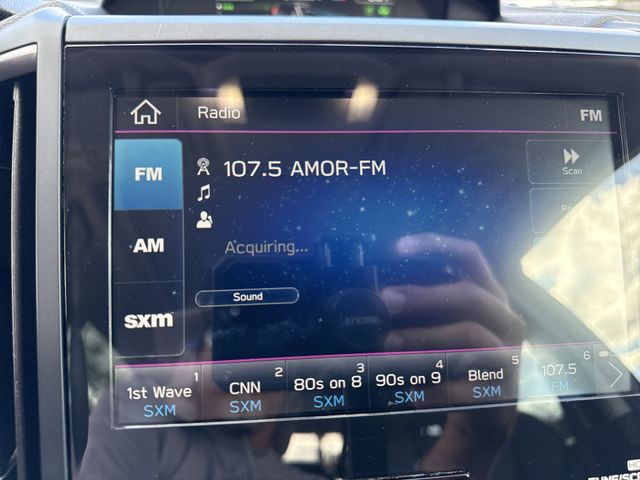 Radio
FM
FM
107.5 AMOR-FM
Scan
AM
Acquiring...
Sound
sxm
1st Wave 1
SXM
CNN 2
SXM
80s on 8 3
SXM
90s on 9 4
SXM
Blend 5
SXM
107.5 6
FM